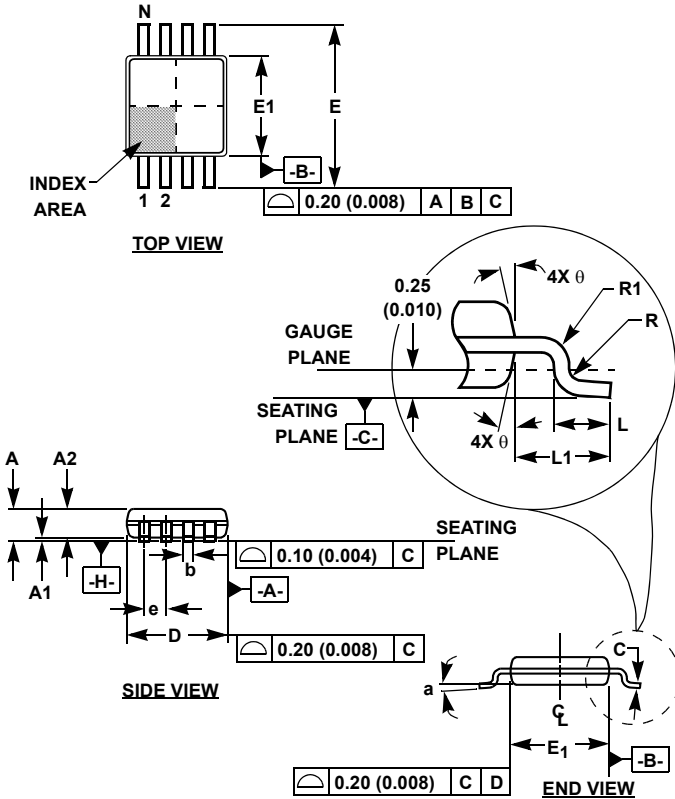 N
E1
E
-B-
INDEX
AREA
1 2
0.20 (0.008) A B C
TOP VIEW
0.25
(0.010)
4X θ
R1
R
GAUGE
PLANE
SEATING
PLANE -C-
4X θ
L
L1
A A2
SEATING
PLANE
A1
-H-
b
0.10 (0.004) C
-A-
e
D
0.20 (0.008) C
SIDE VIEW
C
a
CL
E1
-B-
0.20 (0.008) C D
END VIEW